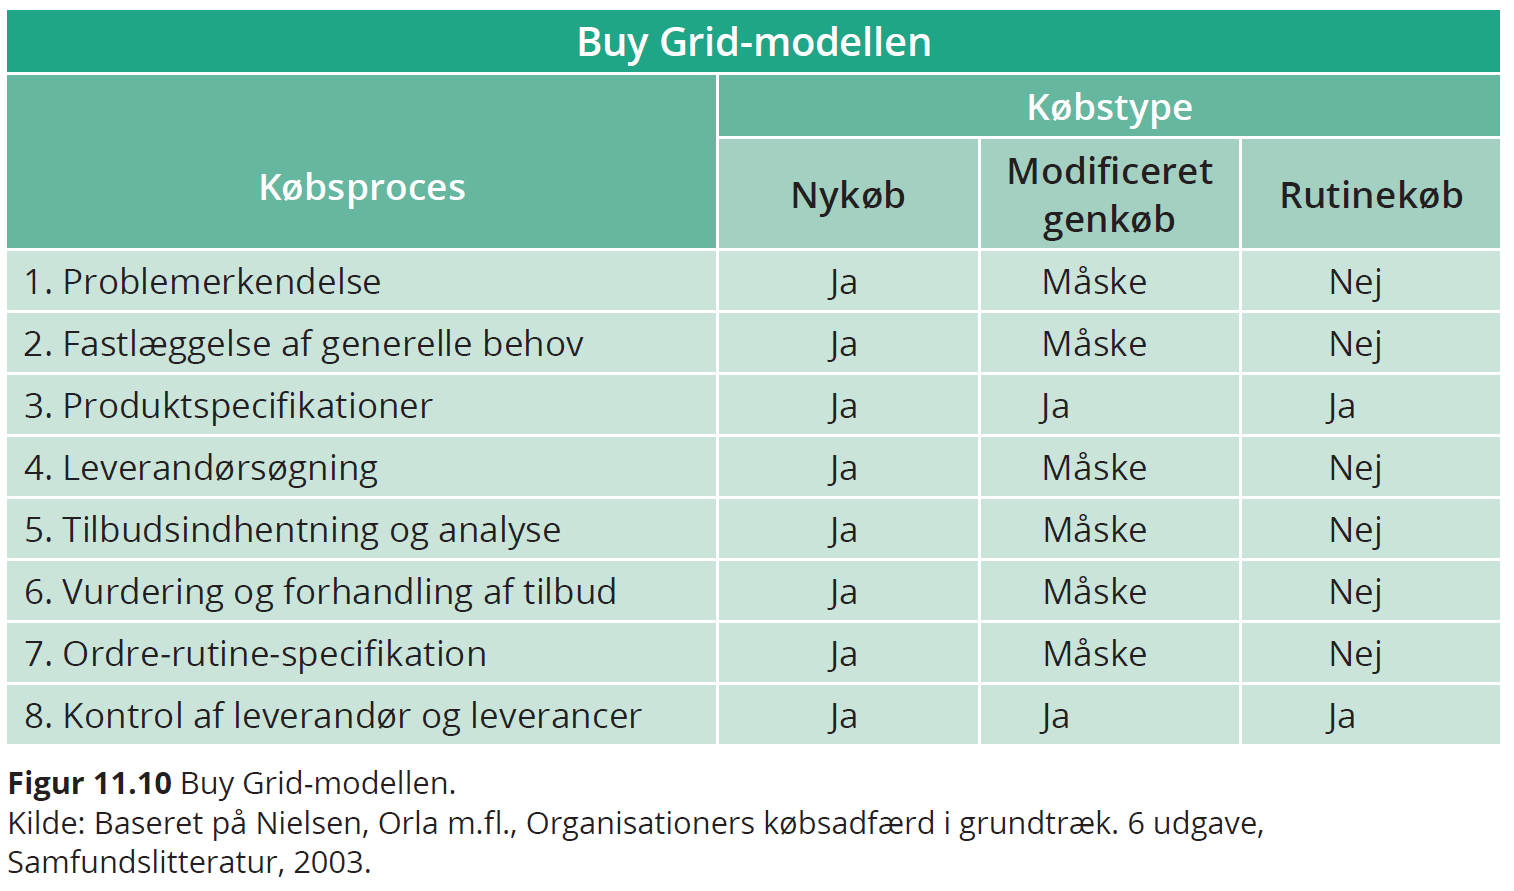 Buy Grid-modellen
Købsproces
Købstype
Nykøb
Modificeret
genkøb
Rutinekøb
1. Problemerkendelse Ja Måske Nej
2. Fastlæggelse af generelle behov Ja Måske Nej
3. Produktspecifikationer Ja Ja Ja
4. Leverandørsøgning Ja Måske Nej
5. Tilbudsindhentning og analyse Ja Måske Nej
6. Vurdering og forhandling af tilbud Ja Måske Nej
7. Ordre-rutine-specifikation Ja Måske Nej
8. Kontrol af leverandør og leverancer Ja Ja Ja
Figur 11.10 Buy Grid-modellen.
Kilde: Baseret på Nielsen, Orla m.fl., Organisationers købsadfærd i grundtræk. 6 udgave,
Samfundslitteratur, 2003.